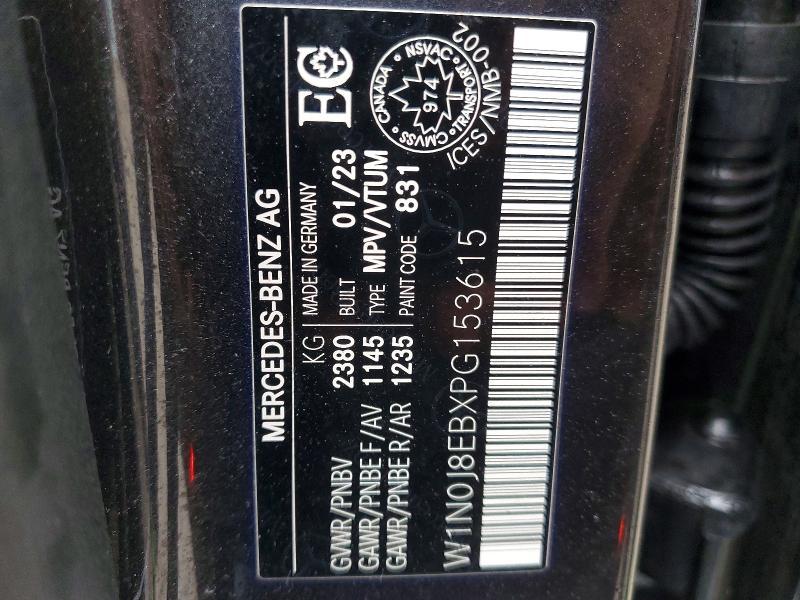 MERCEDES-BENZ AG
KG MADE IN GERMANY
GVWR/PNBV 2380 BUILT 01/23
GAWR/PNBE F/AV 1145 TYPE MPV/VTUM
GAWR/PNBE R/AR 1235 PAINT CODE 831
EC
CANADA NSVAC TRANSPORT CMVSS
974
ICES/NMB-002
W1N0J8EBXPG153615